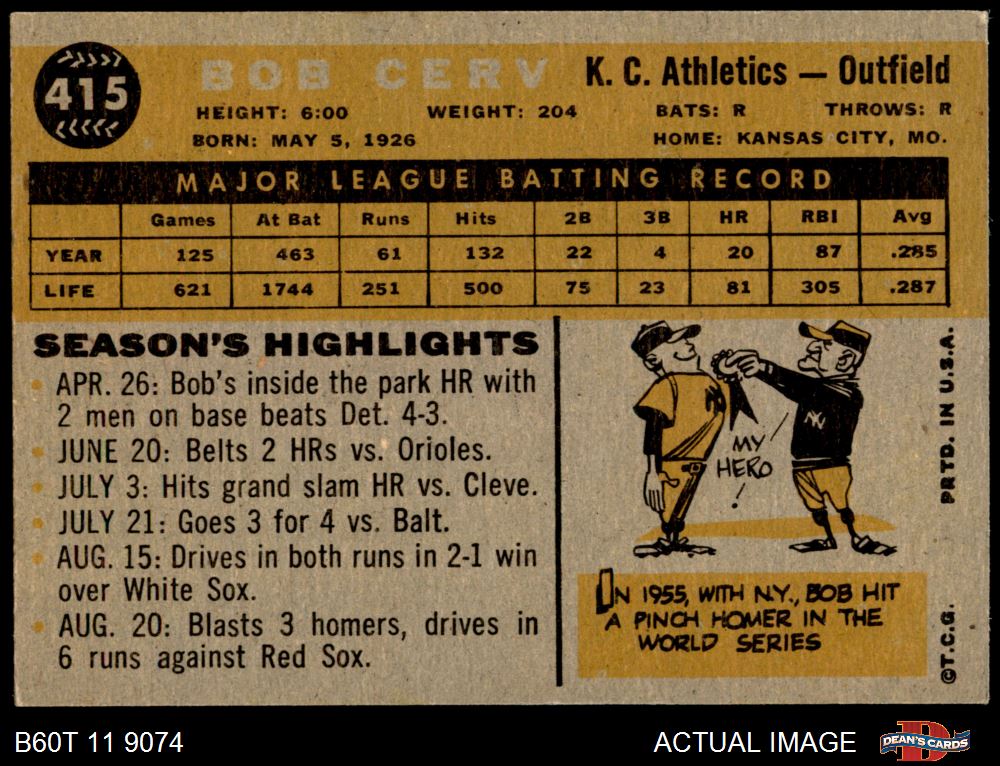 415
BOB CERV
K. C. Athletics — Outfield
HEIGHT: 6:00 WEIGHT: 204 BATS: R THROWS: R
BORN: MAY 5, 1926 HOME: KANSAS CITY, MO.
MAJOR LEAGUE BATTING RECORD
Games At Bat Runs Hits 2B 3B HR RBI Avg
YEAR 125 463 61 132 22 4 20 87 .285
LIFE 621 1744 251 500 75 23 81 305 .287
SEASON'S HIGHLIGHTS
APR. 26: Bob's inside the park HR with
2 men on base beats Det. 4-3.
JUNE 20: Belts 2 HRs vs. Orioles.
JULY 3: Hits grand slam HR vs. Cleve.
JULY 21: Goes 3 for 4 vs. Balt.
AUG. 15: Drives in both runs in 2-1 win
over White Sox.
AUG. 20: Blasts 3 homers, drives in
6 runs against Red Sox.
NY
NY
MY
HERO
!
IN 1955, WITH N.Y., BOB HIT
A PINCH HOMER IN THE
WORLD SERIES
PRTD. IN U.S.A.
©T.C.G.
B60T 11 9074
ACTUAL IMAGE
DEAN'S CARDS